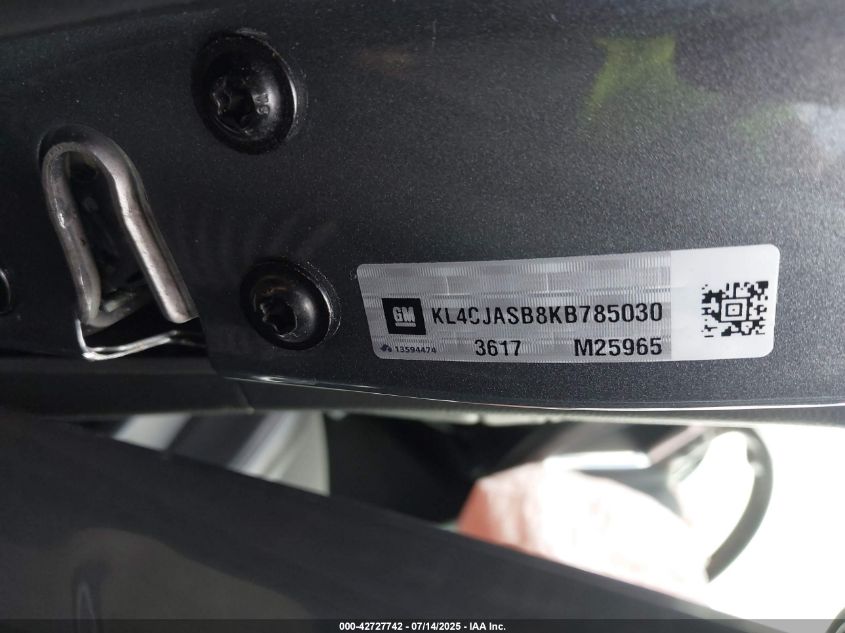 GM KL4CJASB8KB785030
13594474 3617 M25965
000-42727742 - 07/14/2025 - IAA Inc.